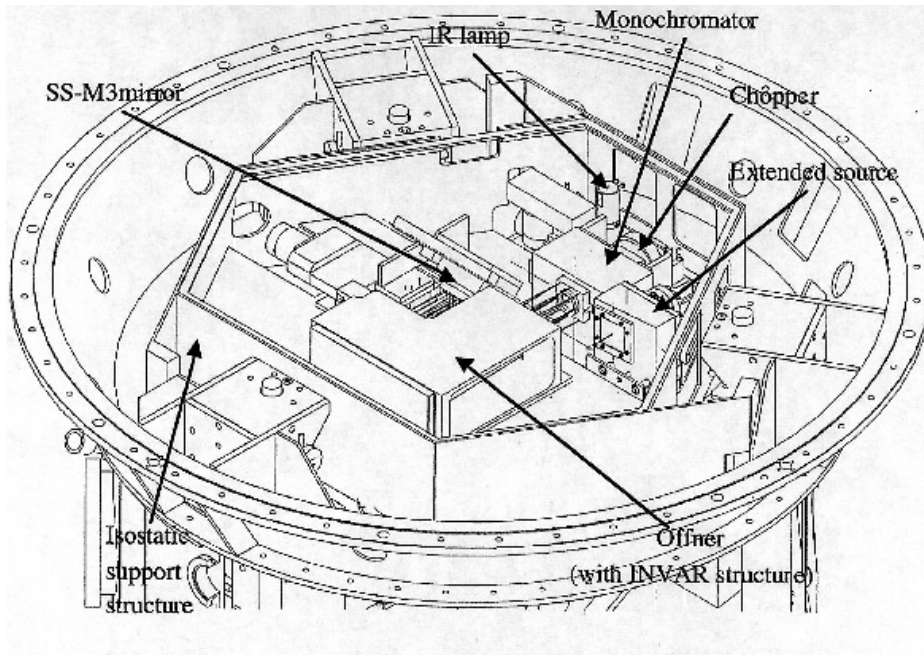 Monochromator
IR lamp
SS-M3mirror
Chopper
Extended source
Isostatic
support
structure
Offner
(with INVAR structure)